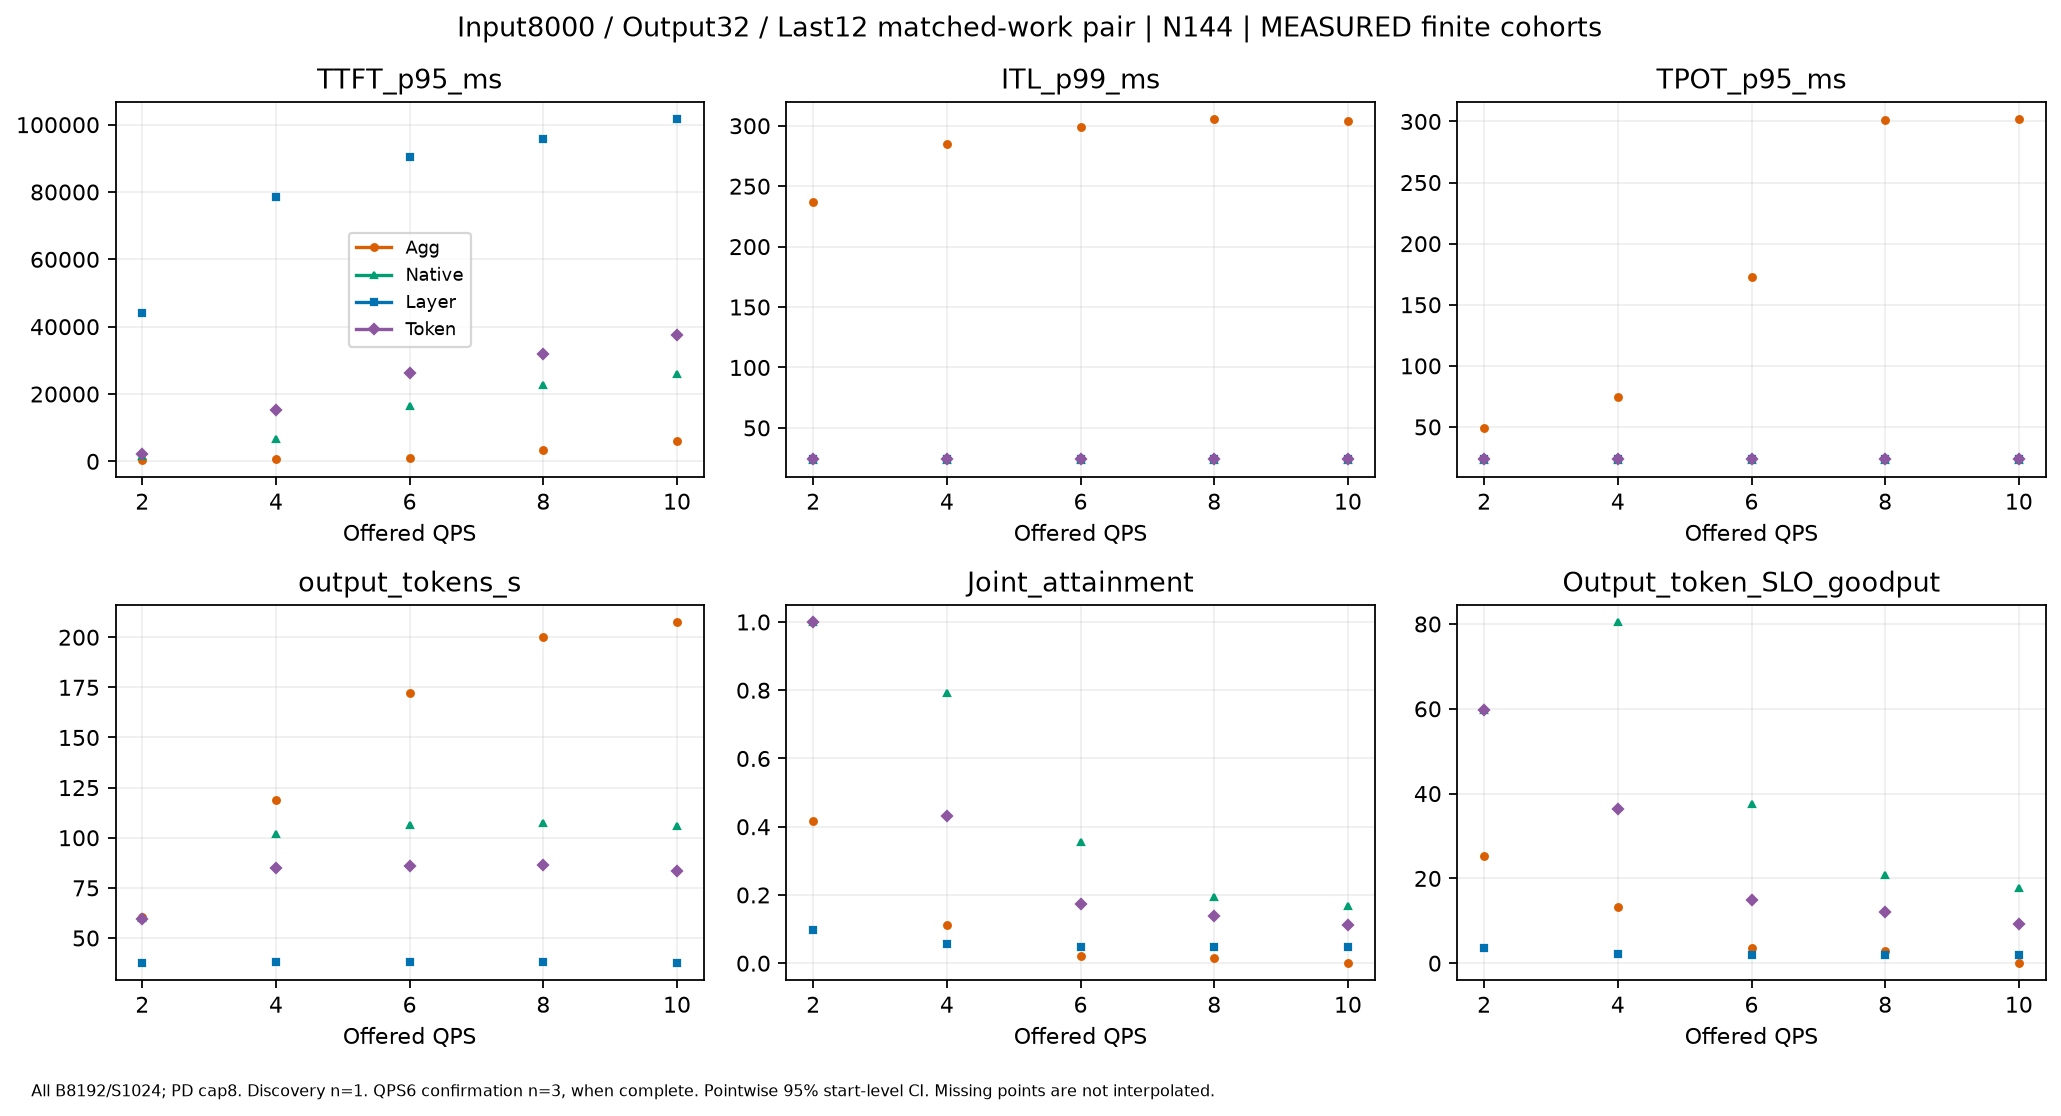 Input8000 / Output32 / Last12 matched-work pair | N144 | MEASURED finite cohorts
TTFT_p95_ms
100000
80000
60000
40000
20000
0
2 4 6 8 10
Offered QPS
Agg
Native
Layer
Token
ITL_p99_ms
300
250
200
150
100
50
2 4 6 8 10
Offered QPS
TPOT_p95_ms
300
250
200
150
100
50
2 4 6 8 10
Offered QPS
output_tokens_s
200
175
150
125
100
75
50
2 4 6 8 10
Offered QPS
Joint_attainment
1.0
0.8
0.6
0.4
0.2
0.0
2 4 6 8 10
Offered QPS
Output_token_SLO_goodput
80
60
40
20
0
2 4 6 8 10
Offered QPS
All B8192/S1024; PD cap8. Discovery n=1. QPS6 confirmation n=3, when complete. Pointwise 95% start-level CI. Missing points are not interpolated.